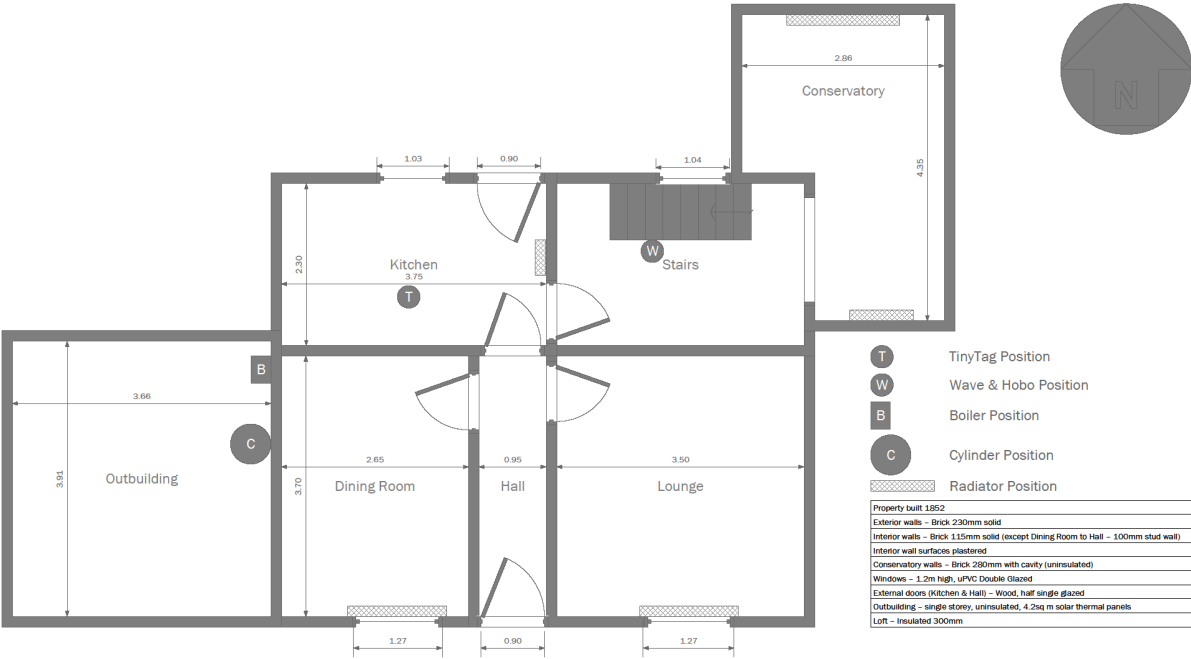 N
2.86
Conservatory
4.35
1.03
0.90
1.04
2.30
Kitchen
3.75
T
W
Stairs
B
3.66
C
3.91
Outbuilding
2.65
0.95
3.50
3.70
Dining Room
Hall
Lounge
1.27
0.90
1.27
T TinyTag Position
W Wave & Hobo Position
B Boiler Position
C Cylinder Position
Radiator Position
Property built 1852
Exterior walls – Brick 230mm solid
Interior walls – Brick 115mm solid (except Dining Room to Hall – 100mm stud wall)
Interior wall surfaces plastered
Conservatory walls – Brick 280mm with cavity (uninsulated)
Windows – 1.2m high, uPVC Double Glazed
External doors (Kitchen & Hall) – Wood, half single glazed
Outbuilding – single storey, uninsulated, 4.2sq m solar thermal panels
Loft – Insulated 300mm